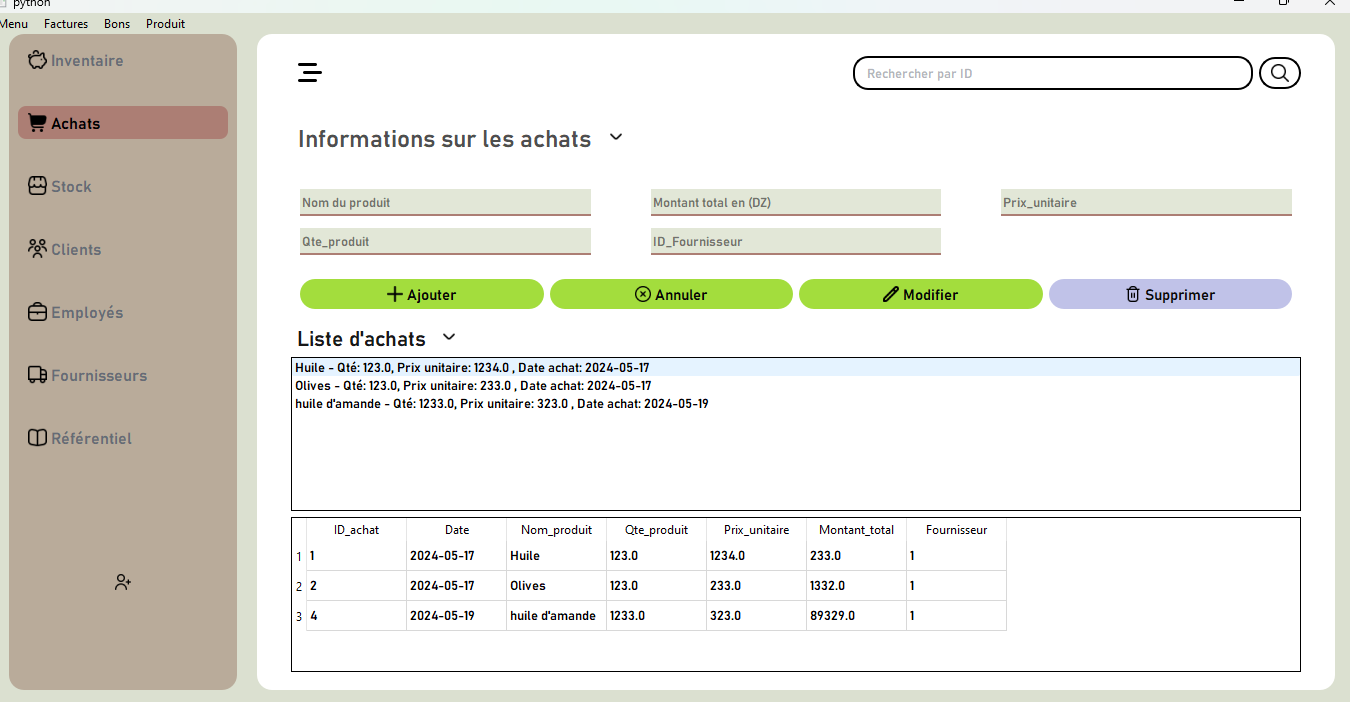 python
Menu Factures Bons Produit
Inventaire
Achats
Stock
Clients
Employés
Fournisseurs
Référentiel
Rechercher par ID
Informations sur les achats
Nom du produit Montant total en (DZ) Prix_unitaire
Qte_produit ID_Fournisseur
Ajouter Annuler Modifier Supprimer
Liste d'achats
Huile - Qté: 123.0, Prix unitaire: 1234.0 , Date achat: 2024-05-17
Olives - Qté: 123.0, Prix unitaire: 233.0 , Date achat: 2024-05-17
huile d'amande - Qté: 1233.0, Prix unitaire: 323.0 , Date achat: 2024-05-19
ID_achat Date Nom_produit Qte_produit Prix_unitaire Montant_total Fournisseur
1 1 2024-05-17 Huile 123.0 1234.0 233.0 1
2 2 2024-05-17 Olives 123.0 233.0 1332.0 1
3 4 2024-05-19 huile d'amande 1233.0 323.0 89329.0 1